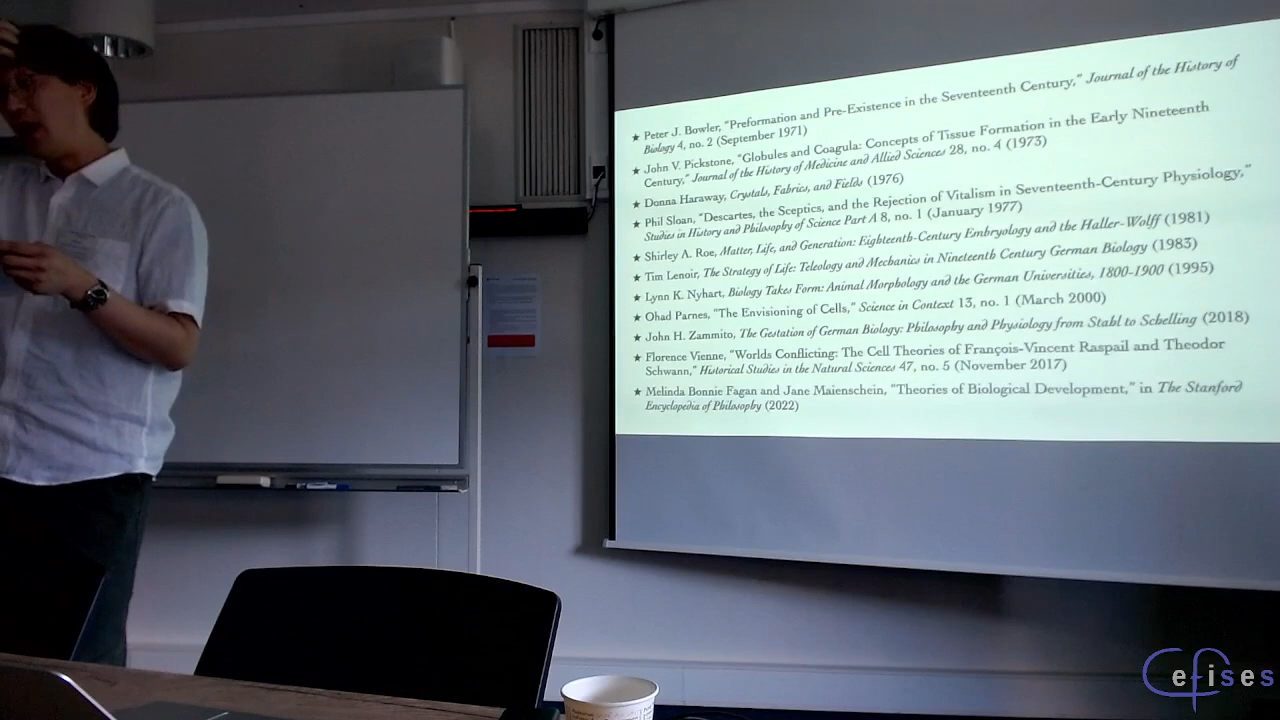 ★ Peter J. Bowler, "Preformation and Pre-Existence in the Seventeenth Century," Journal of the History of
Biology 4, no. 2 (September 1971)
★ John V. Pickstone, "Globules and Coagula: Concepts of Tissue Formation in the Early Nineteenth
Century," Journal of the History of Medicine and Allied Sciences 28, no. 4 (1973)
★ Donna Haraway, Crystals, Fabrics, and Fields (1976)
★ Phil Sloan, "Descartes, the Sceptics, and the Rejection of Vitalism in Seventeenth-Century Physiology,"
Studies in History and Philosophy of Science Part A 8, no. 1 (January 1977)
★ Shirley A. Roe, Matter, Life, and Generation: Eighteenth-Century Embryology and the Haller-Wolff (1981)
★ Tim Lenoir, The Strategy of Life: Teleology and Mechanics in Nineteenth Century German Biology (1983)
★ Lynn K. Nyhart, Biology Takes Form: Animal Morphology and the German Universities, 1800-1900 (1995)
★ Ohad Parnes, "The Envisioning of Cells," Science in Context 13, no. 1 (March 2000)
★ John H. Zammito, The Gestation of German Biology: Philosophy and Physiology from Stahl to Schelling (2018)
★ Florence Vienne, "Worlds Conflicting: The Cell Theories of François-Vincent Raspail and Theodor
Schwann," Historical Studies in the Natural Sciences 47, no. 5 (November 2017)
★ Melinda Bonnie Fagan and Jane Maienschein, "Theories of Biological Development," in The Stanford
Encyclopedia of Philosophy (2022)
Cefises